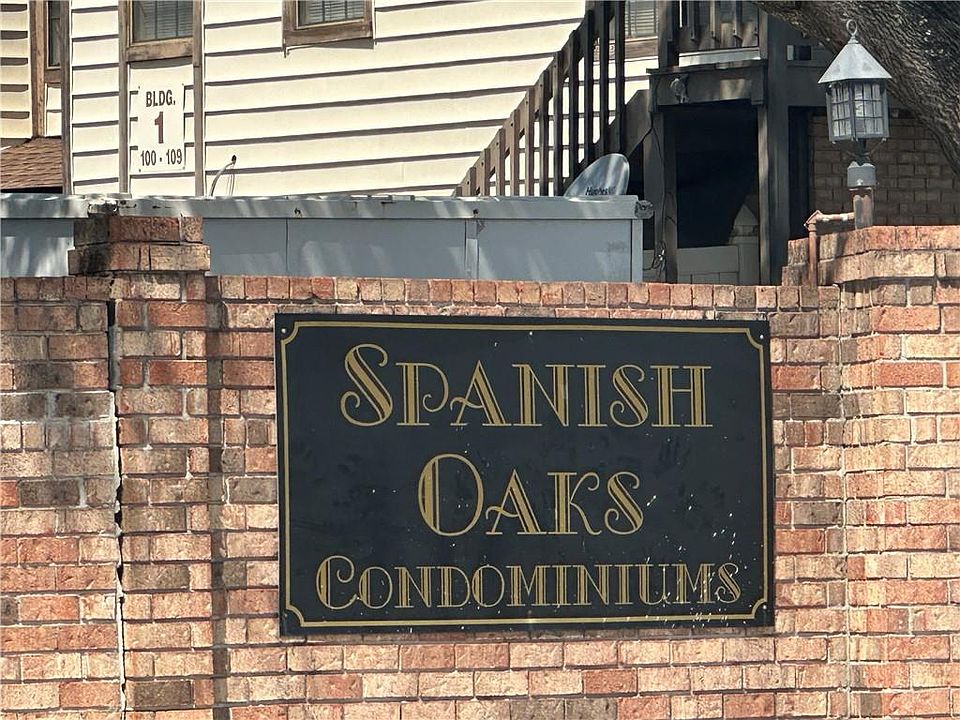 BLDG.
1
100 - 109
SPANISH
OAKS
CONDOMINIUMS